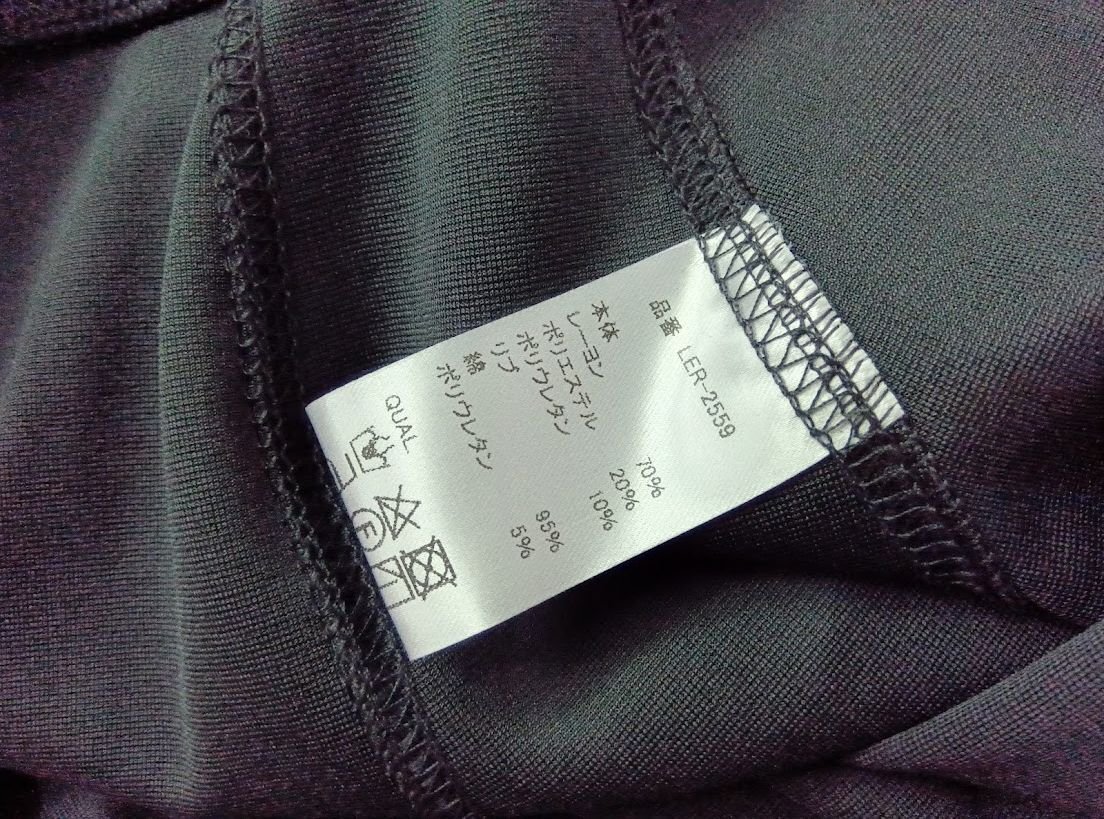 品番 LER-2559
本体
レーヨン 70%
ポリエステル 20%
ポリウレタン 10%
リブ
綿 95%
ポリウレタン 5%
QUAL
F